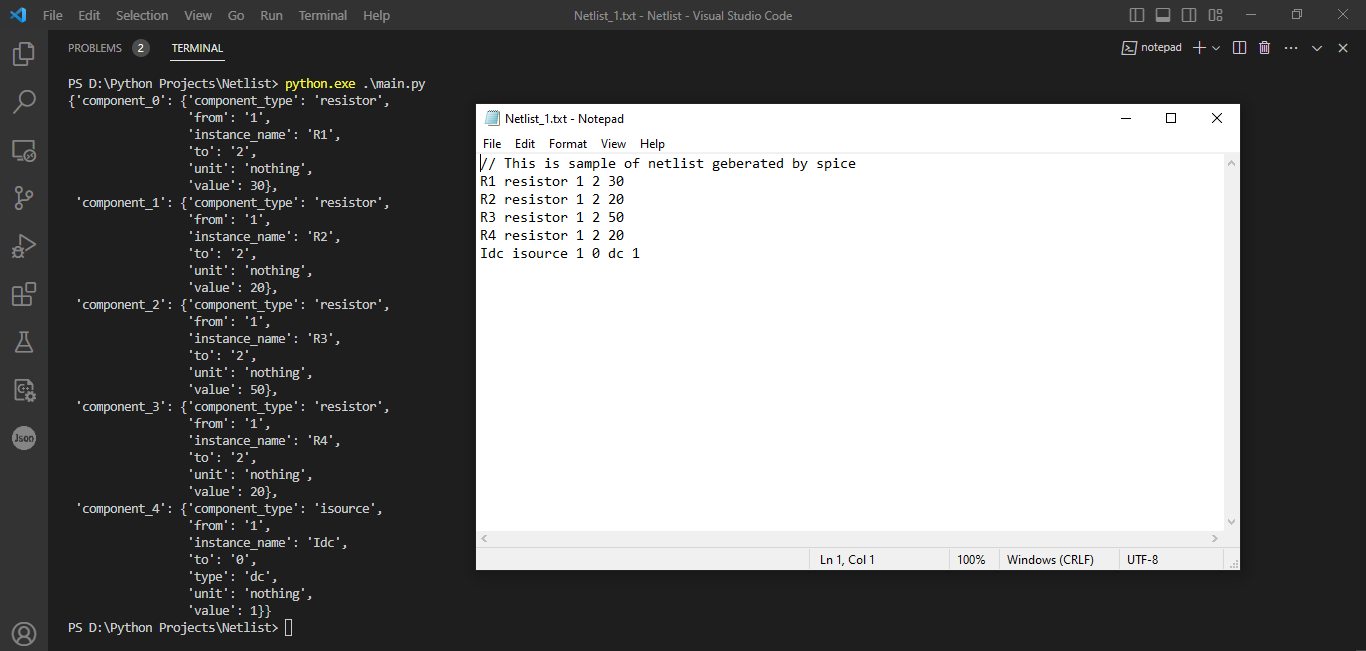 File Edit Selection View Go Run Terminal Help
Netlist_1.txt - Netlist - Visual Studio Code
PROBLEMS 2 TERMINAL
notepad
PS D:\Python Projects\Netlist> python.exe .\main.py
{'component_0': {'component_type': 'resistor',
'from': '1',
'instance_name': 'R1',
'to': '2',
'unit': 'nothing',
'value': 30},
'component_1': {'component_type': 'resistor',
'from': '1',
'instance_name': 'R2',
'to': '2',
'unit': 'nothing',
'value': 20},
'component_2': {'component_type': 'resistor',
'from': '1',
'instance_name': 'R3',
'to': '2',
'unit': 'nothing',
'value': 50},
'component_3': {'component_type': 'resistor',
'from': '1',
'instance_name': 'R4',
'to': '2',
'unit': 'nothing',
'value': 20},
'component_4': {'component_type': 'isource',
'from': '1',
'instance_name': 'Idc',
'to': '0',
'type': 'dc',
'unit': 'nothing',
'value': 1}}
PS D:\Python Projects\Netlist>
Netlist_1.txt - Notepad
File Edit Format View Help
// This is sample of netlist geberated by spice
R1 resistor 1 2 30
R2 resistor 1 2 20
R3 resistor 1 2 50
R4 resistor 1 2 20
Idc isource 1 0 dc 1
Ln 1, Col 1 100% Windows (CRLF) UTF-8
Json